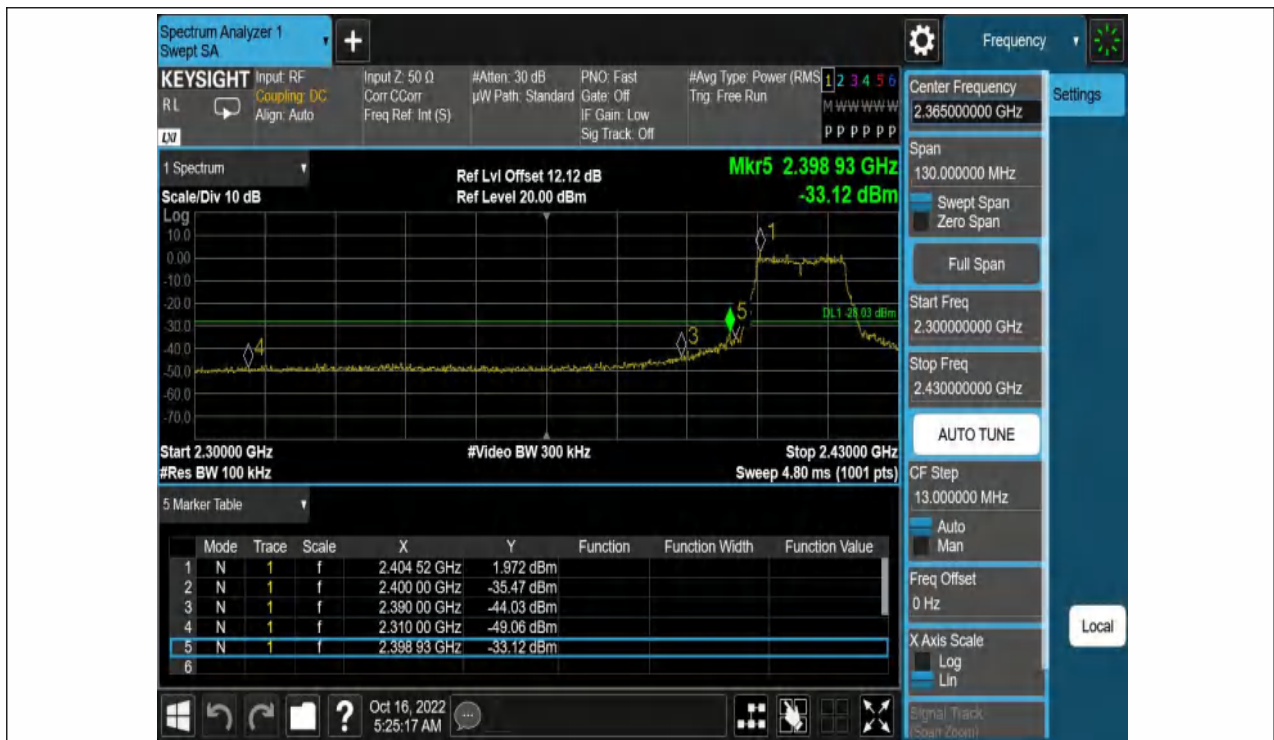 Spectrum Analyzer 1
Swept SA
+
Frequency
KEYSIGHT
RL
LXI
Input: RF
Coupling: DC
Align: Auto
Input Z: 50 Ω
Corr CCorr
Freq Ref: Int (S)
#Atten: 30 dB
µW Path: Standard
PNO: Fast
Gate: Off
IF Gain: Low
Sig Track: Off
#Avg Type: Power (RMS
Trig: Free Run
1 2 3 4 5 6
M W W W W W
P P P P P P
1 Spectrum
Scale/Div 10 dB
Ref Lvl Offset 12.12 dB
Ref Level 20.00 dBm
Mkr5 2.398 93 GHz
-33.12 dBm
Log
10.0
0.00
-10.0
-20.0
-30.0
-40.0
-50.0
-60.0
-70.0
1
5
3
4
DL1 -28.03 dBm
Start 2.30000 GHz
#Video BW 300 kHz
Stop 2.43000 GHz
#Res BW 100 kHz
Sweep 4.80 ms (1001 pts)
5 Marker Table
Mode Trace Scale X Y Function Function Width Function Value
1 N 1 f 2.404 52 GHz 1.972 dBm
2 N 1 f 2.400 00 GHz -35.47 dBm
3 N 1 f 2.390 00 GHz -44.03 dBm
4 N 1 f 2.310 00 GHz -49.06 dBm
5 N 1 f 2.398 93 GHz -33.12 dBm
6
?
Oct 16, 2022
5:25:17 AM
Center Frequency
2.365000000 GHz
Settings
Span
130.000000 MHz
Swept Span
Zero Span
Full Span
Start Freq
2.300000000 GHz
Stop Freq
2.430000000 GHz
AUTO TUNE
CF Step
13.000000 MHz
Auto
Man
Freq Offset
0 Hz
Local
X Axis Scale
Log
Lin
Signal Track
(Span Zoom)